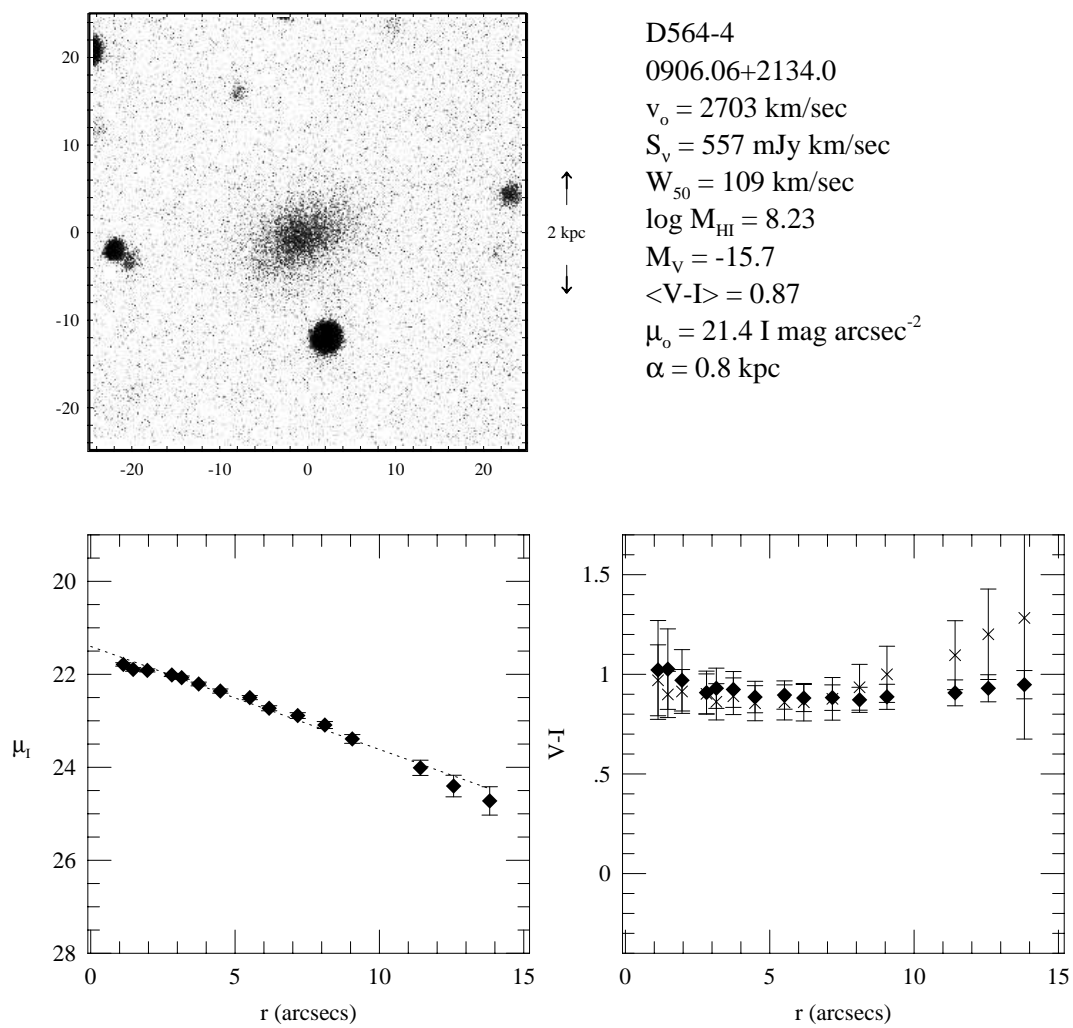 D564-4
0906.06+2134.0
v_o = 2703 km/sec
S_ν = 557 mJy km/sec
W_50 = 109 km/sec
log M_HI = 8.23
M_V = -15.7
<V-I> = 0.87
μ_o = 21.4 I mag arcsec^-2
α = 0.8 kpc
20
10
0
-10
-20
-20
-10
0
10
20
↑
2 kpc
↓
20
22
24
26
28
μ_I
0
5
10
15
r (arcsecs)
1.5
1
.5
0
V-I
0
5
10
15
r (arcsecs)